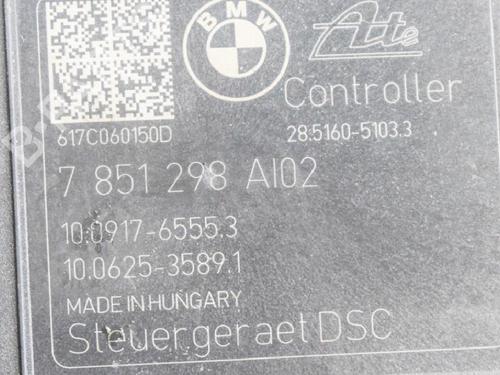 BMW
Ate
Controller
617C060150D
28.5160-5103.3
7 851 298 AI02
10.0917-6555.3
10.0625-3589.1
MADE IN HUNGARY
Steuergeraet DSC